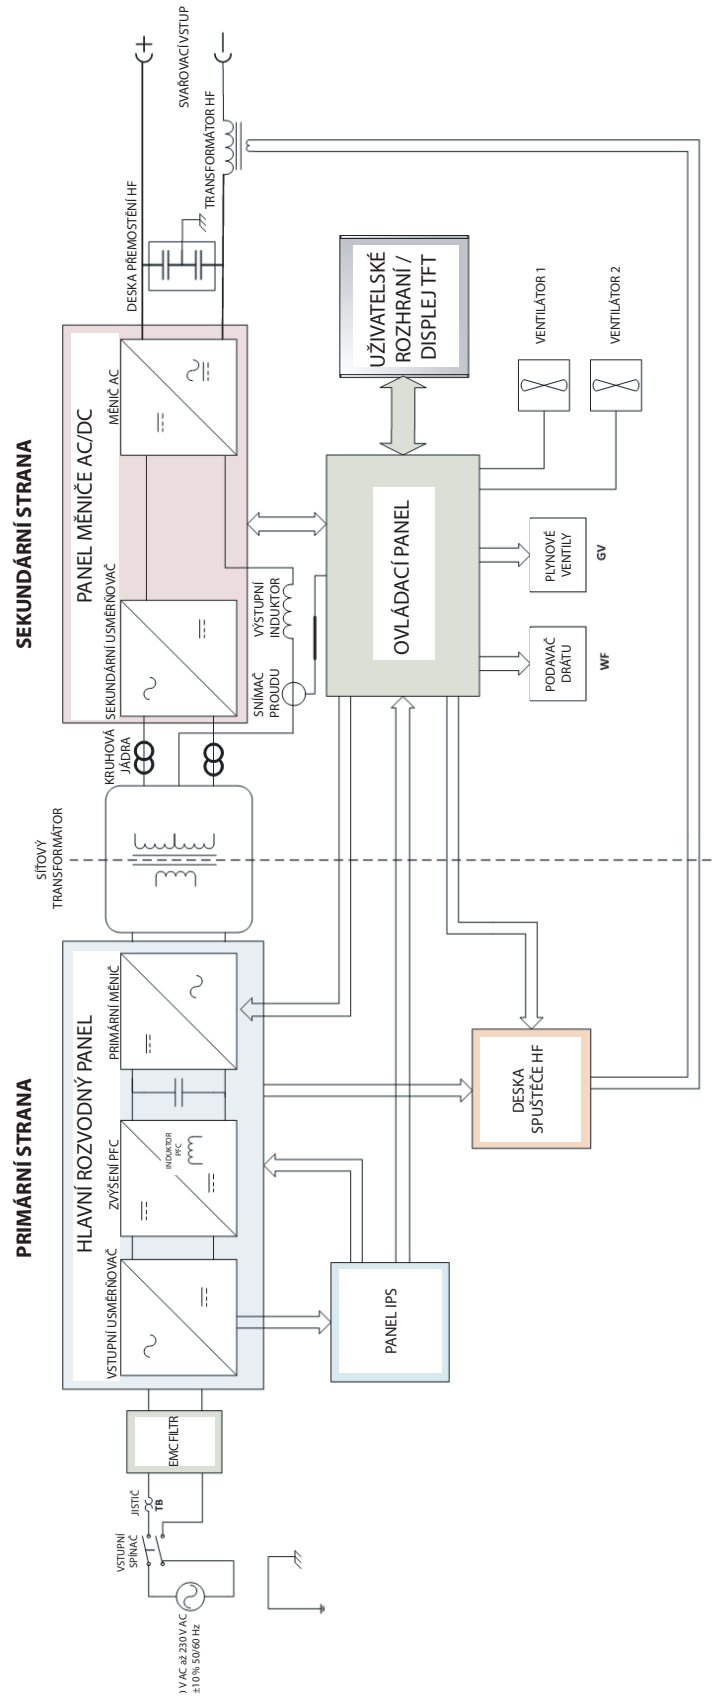 PRIMÁRNÍ STRANA
SEKUNDÁRNÍ STRANA
V AC až 230 V AC
±10 % 50/60 Hz
VSTUPNÍ
SPÍNAČ
JISTIČ
TB
EMC FILTR
HLAVNÍ ROZVODNÝ PANEL
VSTUPNÍ USMĚRŇOVAČ
ZVÝŠENÍ PFC
INDUKTOR
PFC
PRIMÁRNÍ MĚNIČ
SÍŤOVÝ
TRANSFORMÁTOR
KRUHOVÁ
JÁDRA
PANEL MĚNIČE AC/DC
SEKUNDÁRNÍ USMĚRŇOVAČ
MĚNIČ AC
SNÍMAČ
PROUDU
VÝSTUPNÍ
INDUKTOR
DESKA PŘEMOSTĚNÍ HF
TRANSFORMÁTOR HF
SVAŘOVACÍ VSTUP
+
−
UŽIVATELSKÉ
ROZHRANÍ /
DISPLEJ TFT
OVLÁDACÍ PANEL
VENTILÁTOR 1
VENTILÁTOR 2
PLYNOVÉ
VENTILY
GV
PODAVAČ
DRÁTU
WF
DESKA
SPUŠTĚČE HF
PANEL IPS